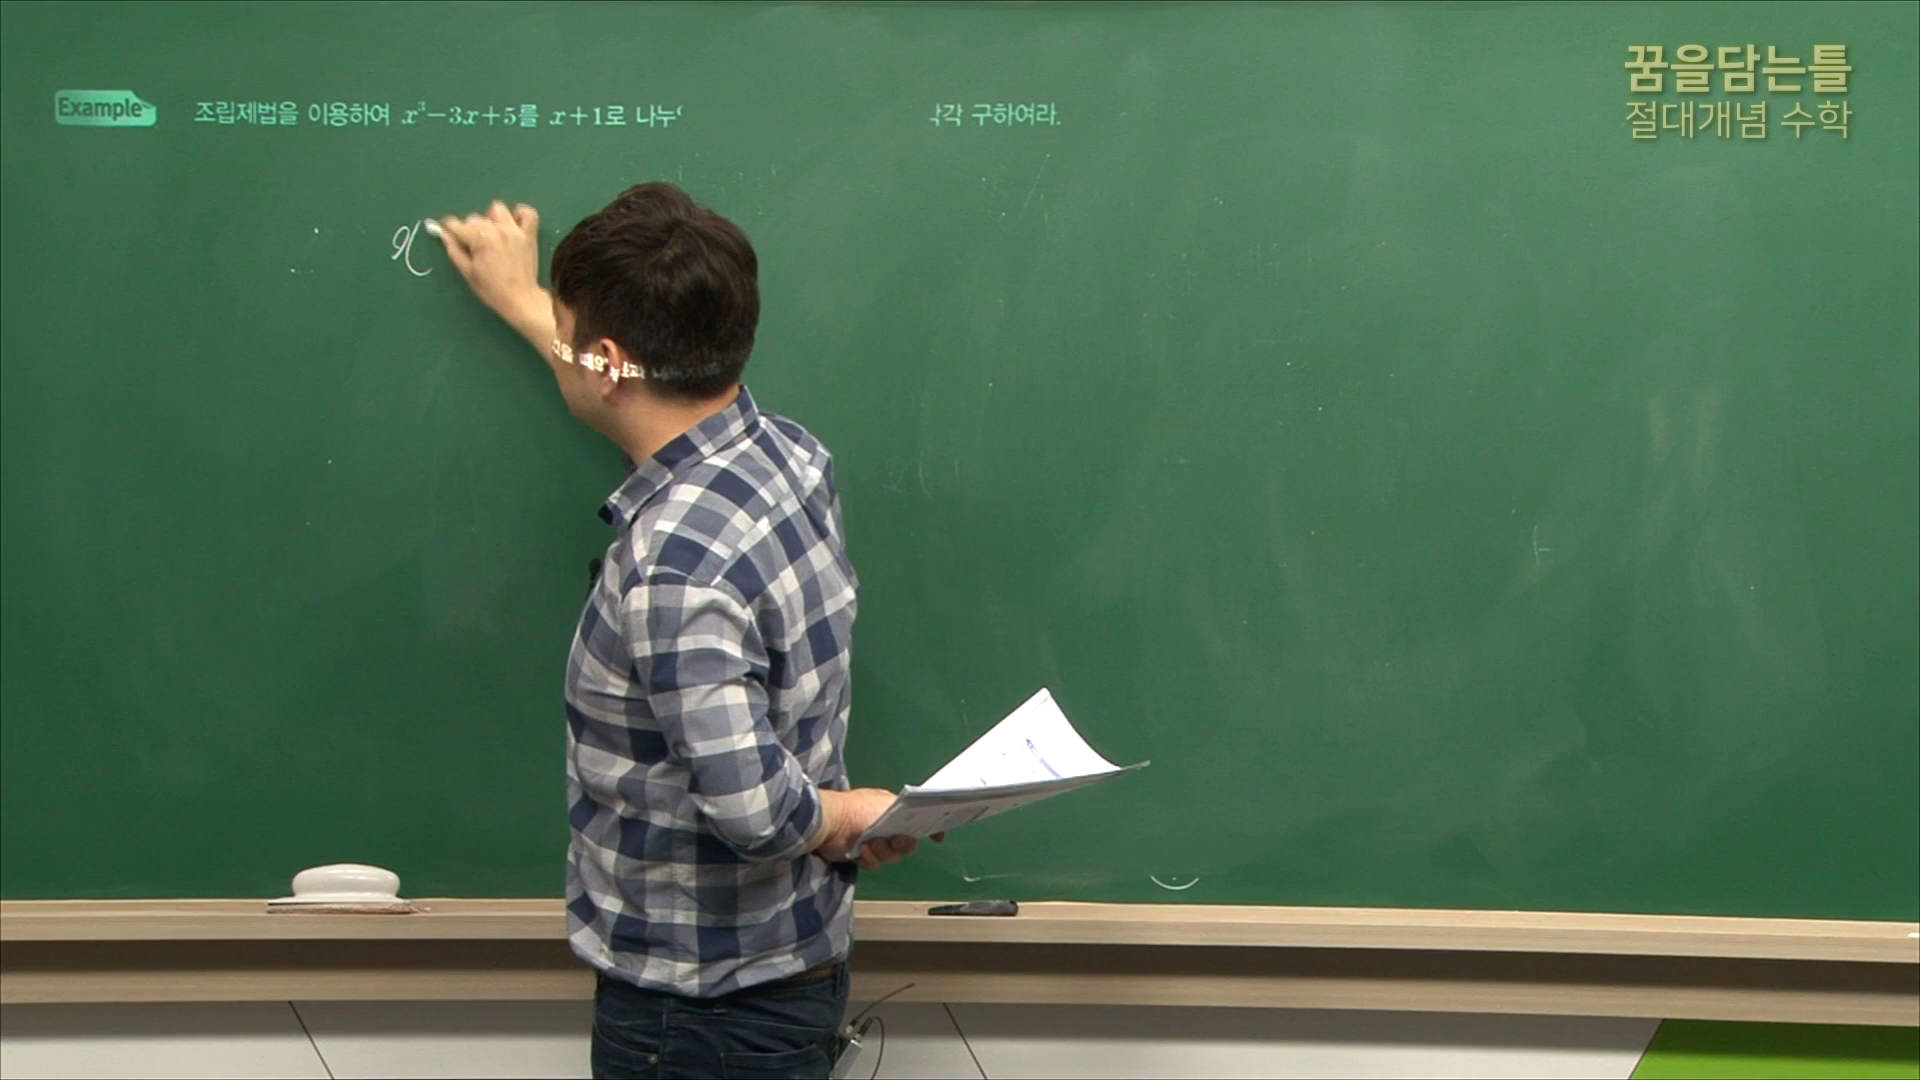 꿈을담는틀
절대개념 수학
Example 조립제법을 이용하여 x³-3x+5를 x+1로 나누 각각 구하여라.
x